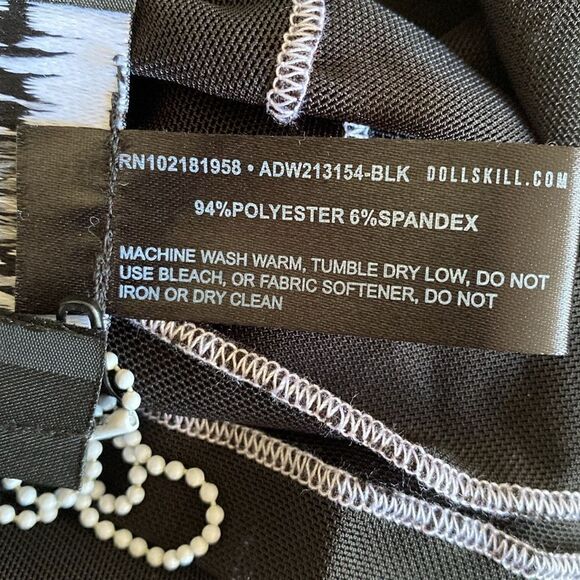 RN102181958 • ADW213154-BLK DOLLSKILL.COM
94%POLYESTER 6%SPANDEX
MACHINE WASH WARM, TUMBLE DRY LOW, DO NOT
USE BLEACH, OR FABRIC SOFTENER, DO NOT
IRON OR DRY CLEAN